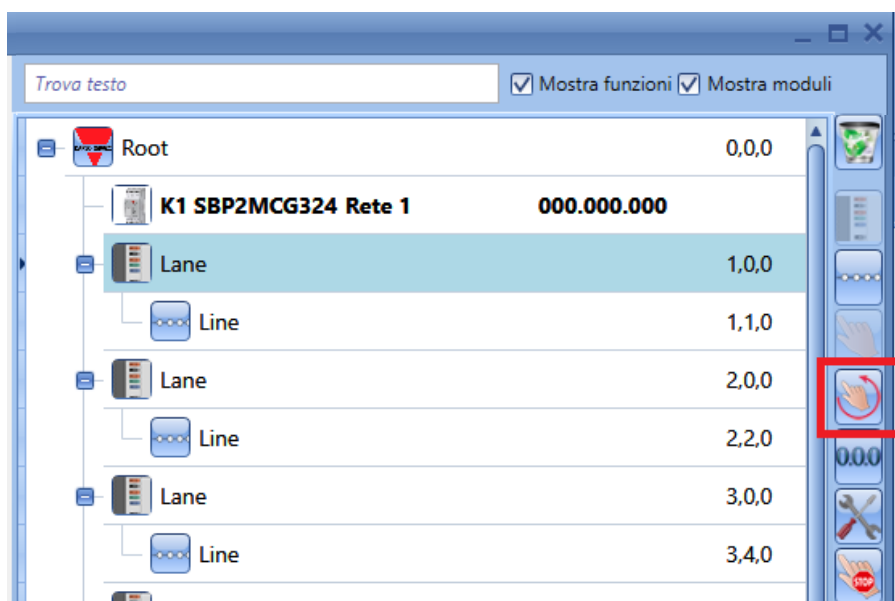 Trova testo
Mostra funzioni
Mostra moduli
Root 0,0,0
K1 SBP2MCG324 Rete 1 000.000.000
Lane 1,0,0
Line 1,1,0
Lane 2,0,0
Line 2,2,0
0.0.0
Lane 3,0,0
Line 3,4,0
STOP